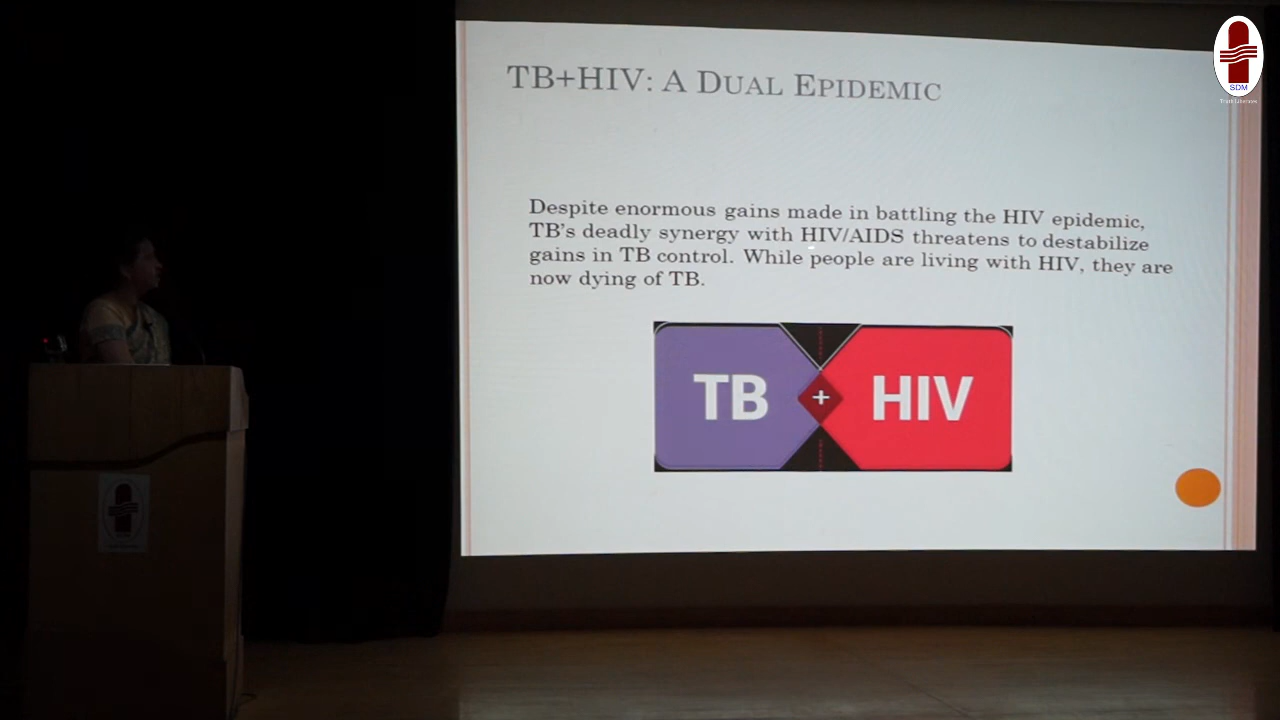 SDM
Truth Liberates
TB+HIV: A DUAL EPIDEMIC
Despite enormous gains made in battling the HIV epidemic,
TB's deadly synergy with HIV/AIDS threatens to destabilize
gains in TB control. While people are living with HIV, they are
now dying of TB.
TB + HIV